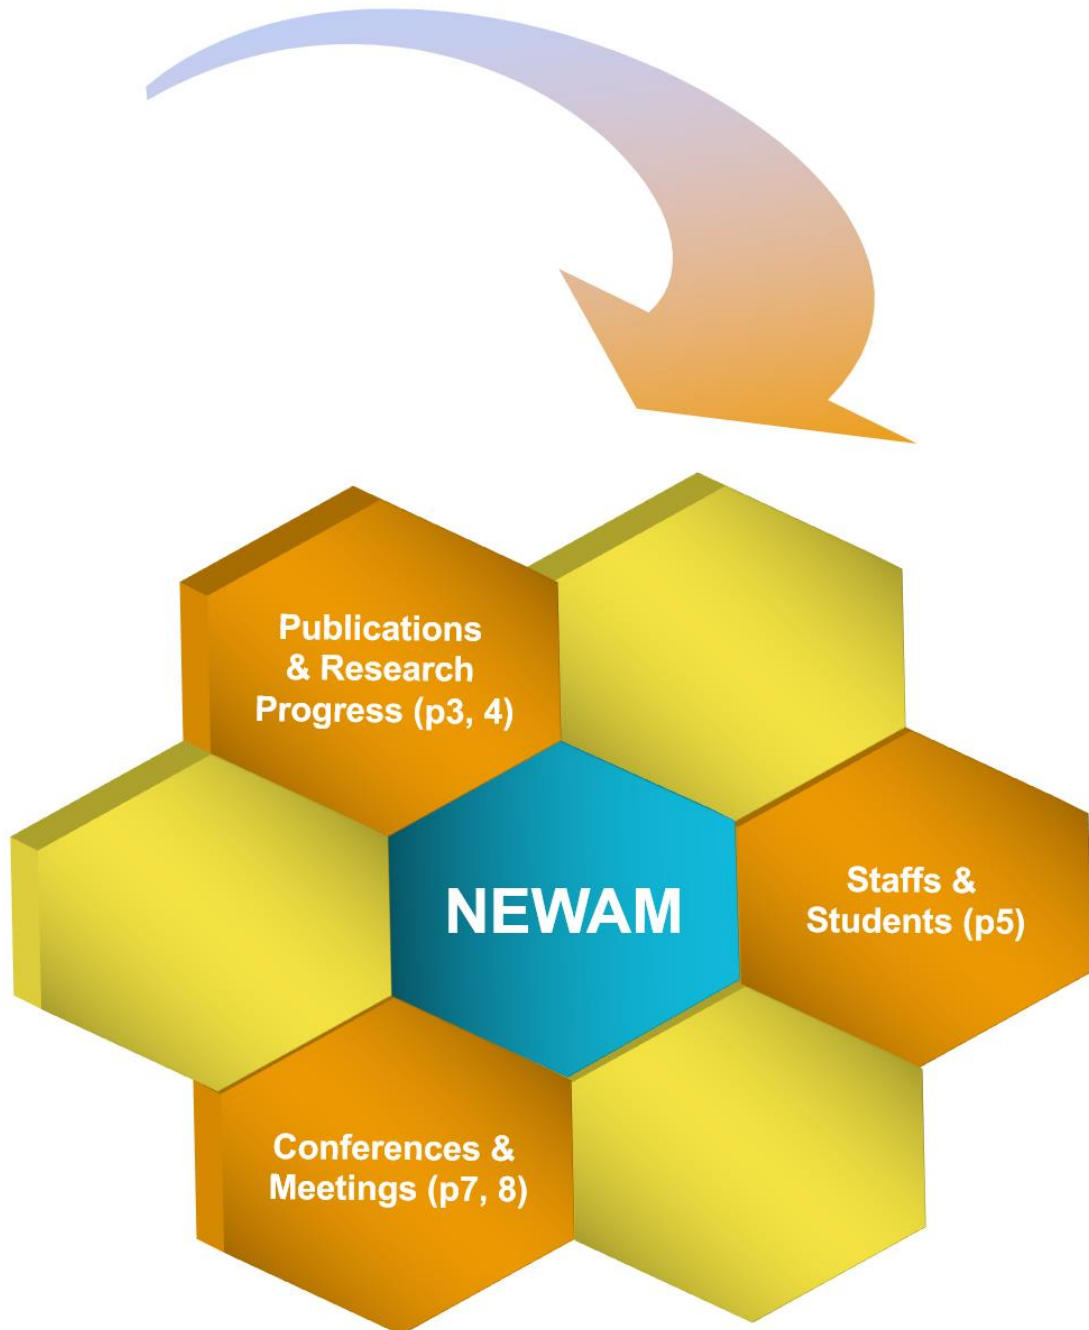 Publications
& Research
Progress (p3, 4)
NEWAM
Staffs &
Students (p5)
Conferences &
Meetings (p7, 8)